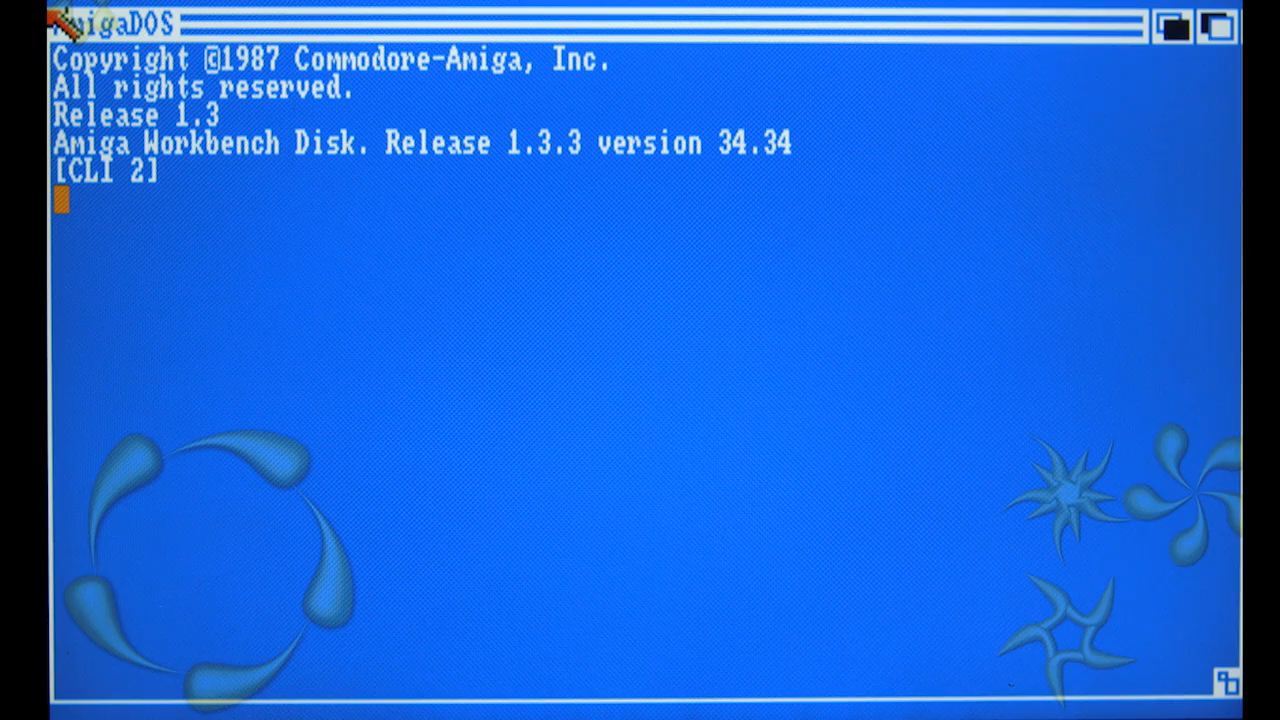 AmigaDOS
Copyright ©1987 Commodore-Amiga, Inc.
All rights reserved.
Release 1.3
Amiga Workbench Disk. Release 1.3.3 version 34.34
[CLI 2]